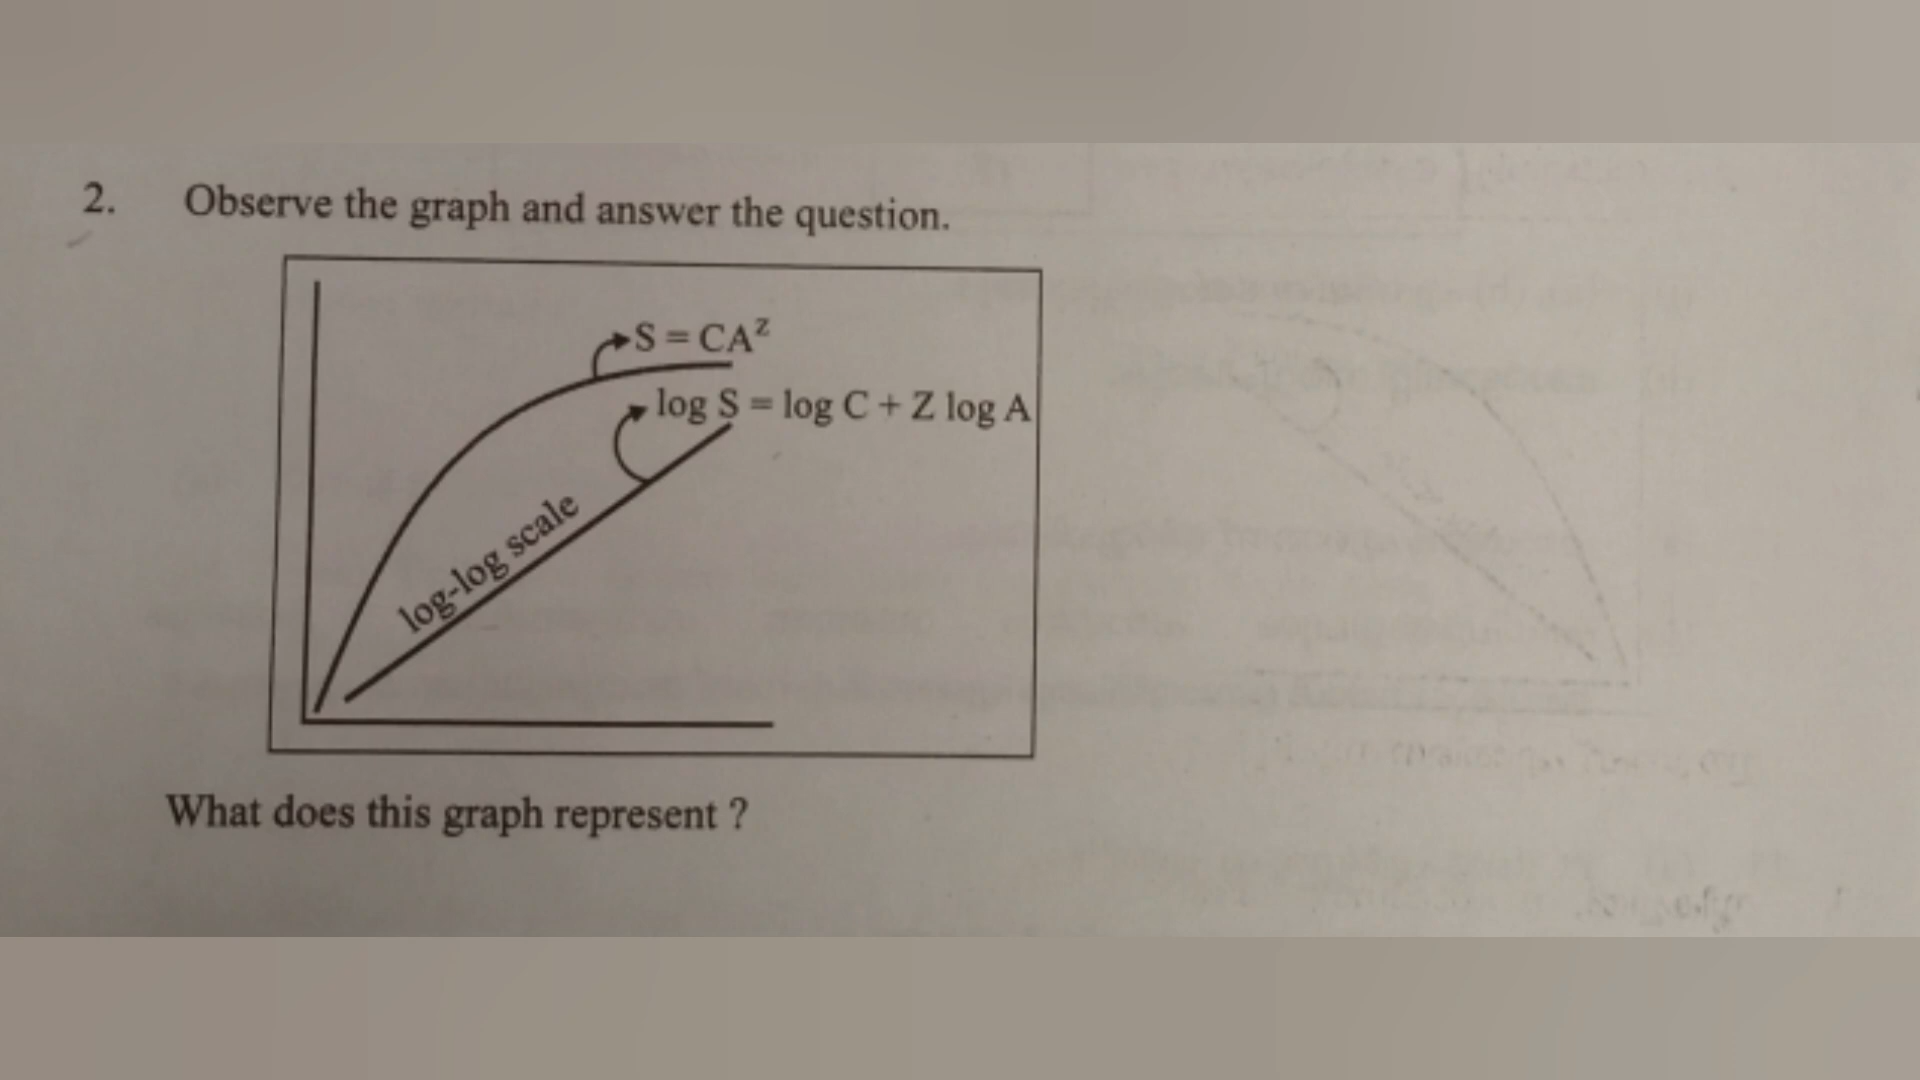 2. Observe the graph and answer the question.
S = CA^Z
log S = log C + Z log A
log-log scale
What does this graph represent ?